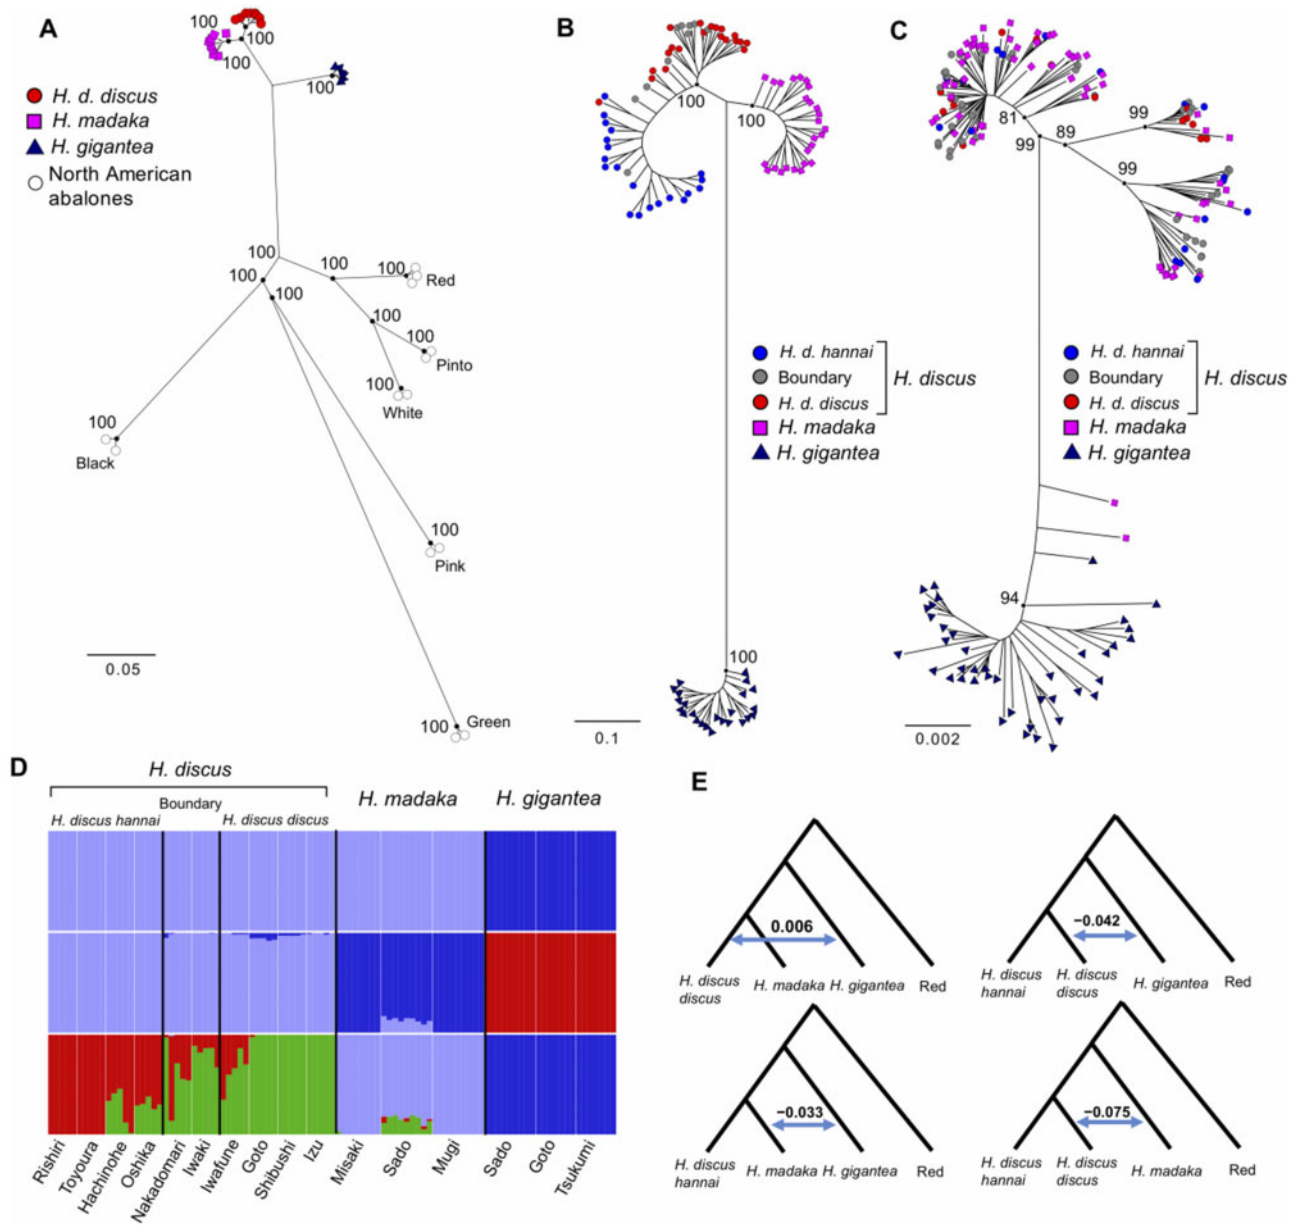 A
100
100
100
100
H. d. discus
H. madaka
H. gigantea
North American
abalones
100
100
100
100
100
Red
100
100
Pinto
100
White
100
Black
100
Pink
100
Green
0.05
B
100
100
H. d. hannai
Boundary
H. d. discus
H. discus
H. madaka
H. gigantea
100
0.1
C
81
99
89
99
99
H. d. hannai
Boundary
H. d. discus
H. discus
H. madaka
H. gigantea
94
0.002
D
H. discus
H. madaka
H. gigantea
Boundary
H. discus hannai
H. discus discus
Rishiri
Toyoura
Hachinohe
Oshika
Nakadomari
Iwaki
Iwafune
Goto
Shibushi
Izu
Misaki
Sado
Mugi
Sado
Goto
Tsukumi
E
0.006
H. discus
discus
H. madaka
H. gigantea
Red
−0.042
H. discus
hannai
H. discus
discus
H. gigantea
Red
−0.033
H. discus
hannai
H. madaka
H. gigantea
Red
−0.075
H. discus
hannai
H. discus
discus
H. madaka
Red